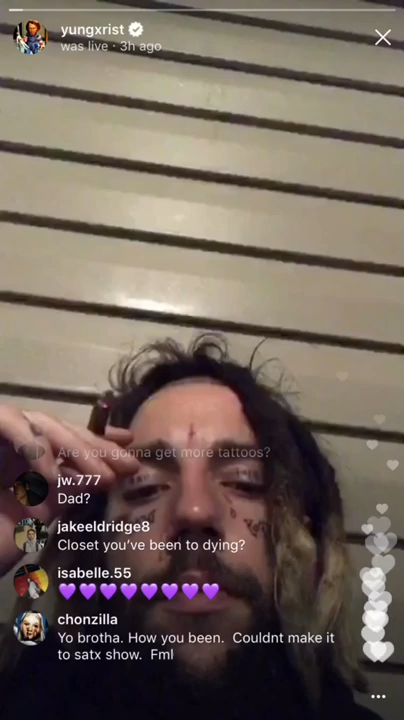 yungxrist
was live · 3h ago
Are you gonna get more tattoos?
jw.777
Dad?
jakeeldridge8
Closet you’ve been to dying?
isabelle.55
💜💜💜💜💜💜💜💜
chonzilla
Yo brotha. How you been.  Couldnt make it
to satx show.  Fml